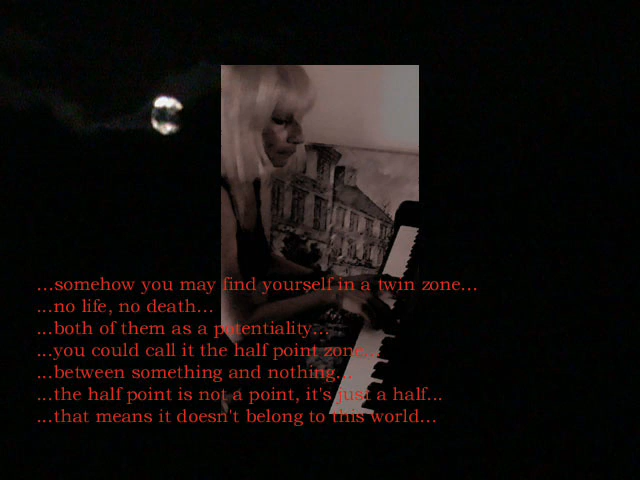 ...somehow you may find yourself in a twin zone...
...no life, no death...
...both of them as a potentiality...
...you could call it the half point zone...
...between something and nothing...
...the half point is not a point, it's just a half...
...that means it doesn't belong to this world...